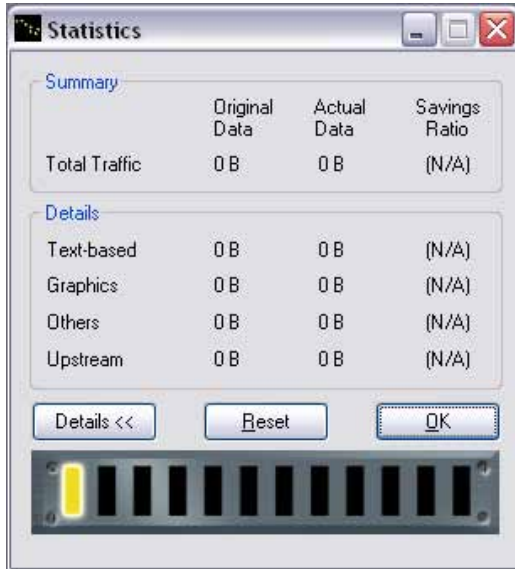 Statistics
Summary
Original Data
Actual Data
Savings Ratio
Total Traffic 0 B 0 B (N/A)
Details
Text-based 0 B 0 B (N/A)
Graphics 0 B 0 B (N/A)
Others 0 B 0 B (N/A)
Upstream 0 B 0 B (N/A)
Details << Reset OK